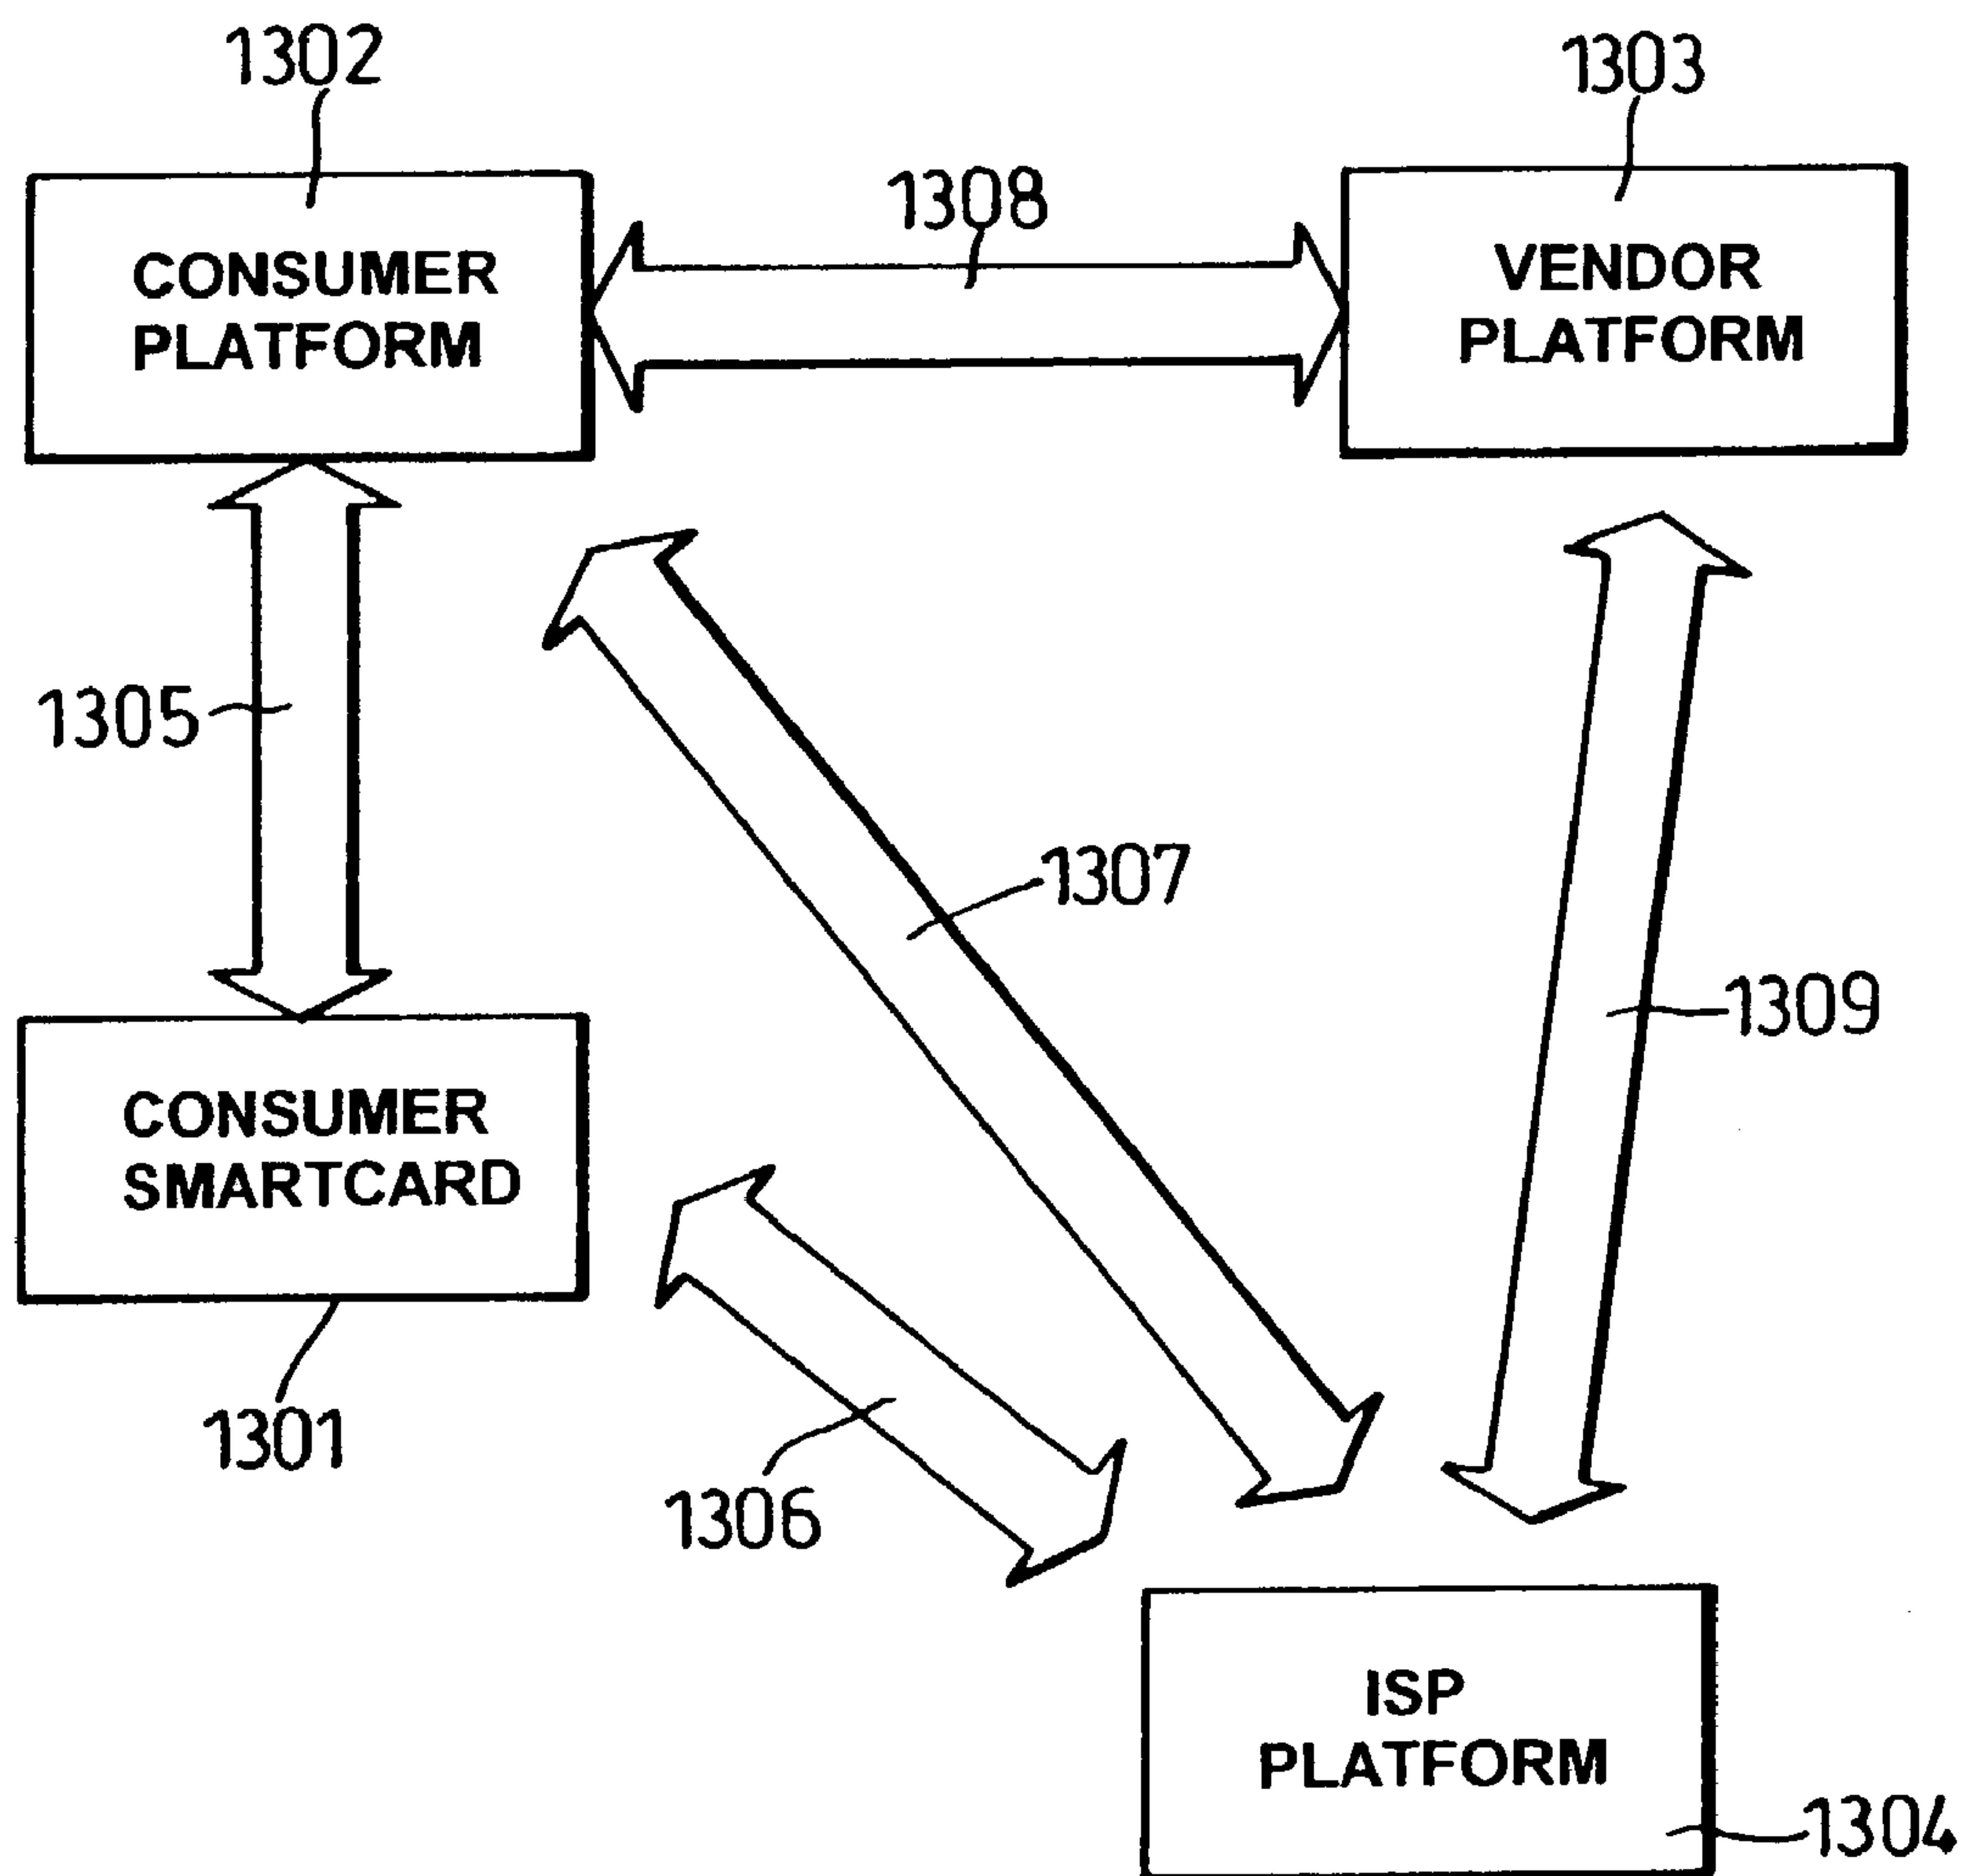 1302
1303
1308
CONSUMER
PLATFORM
VENDOR
PLATFORM
1305
1307
1309
CONSUMER
SMARTCARD
1301
1306
ISP
PLATFORM
1304